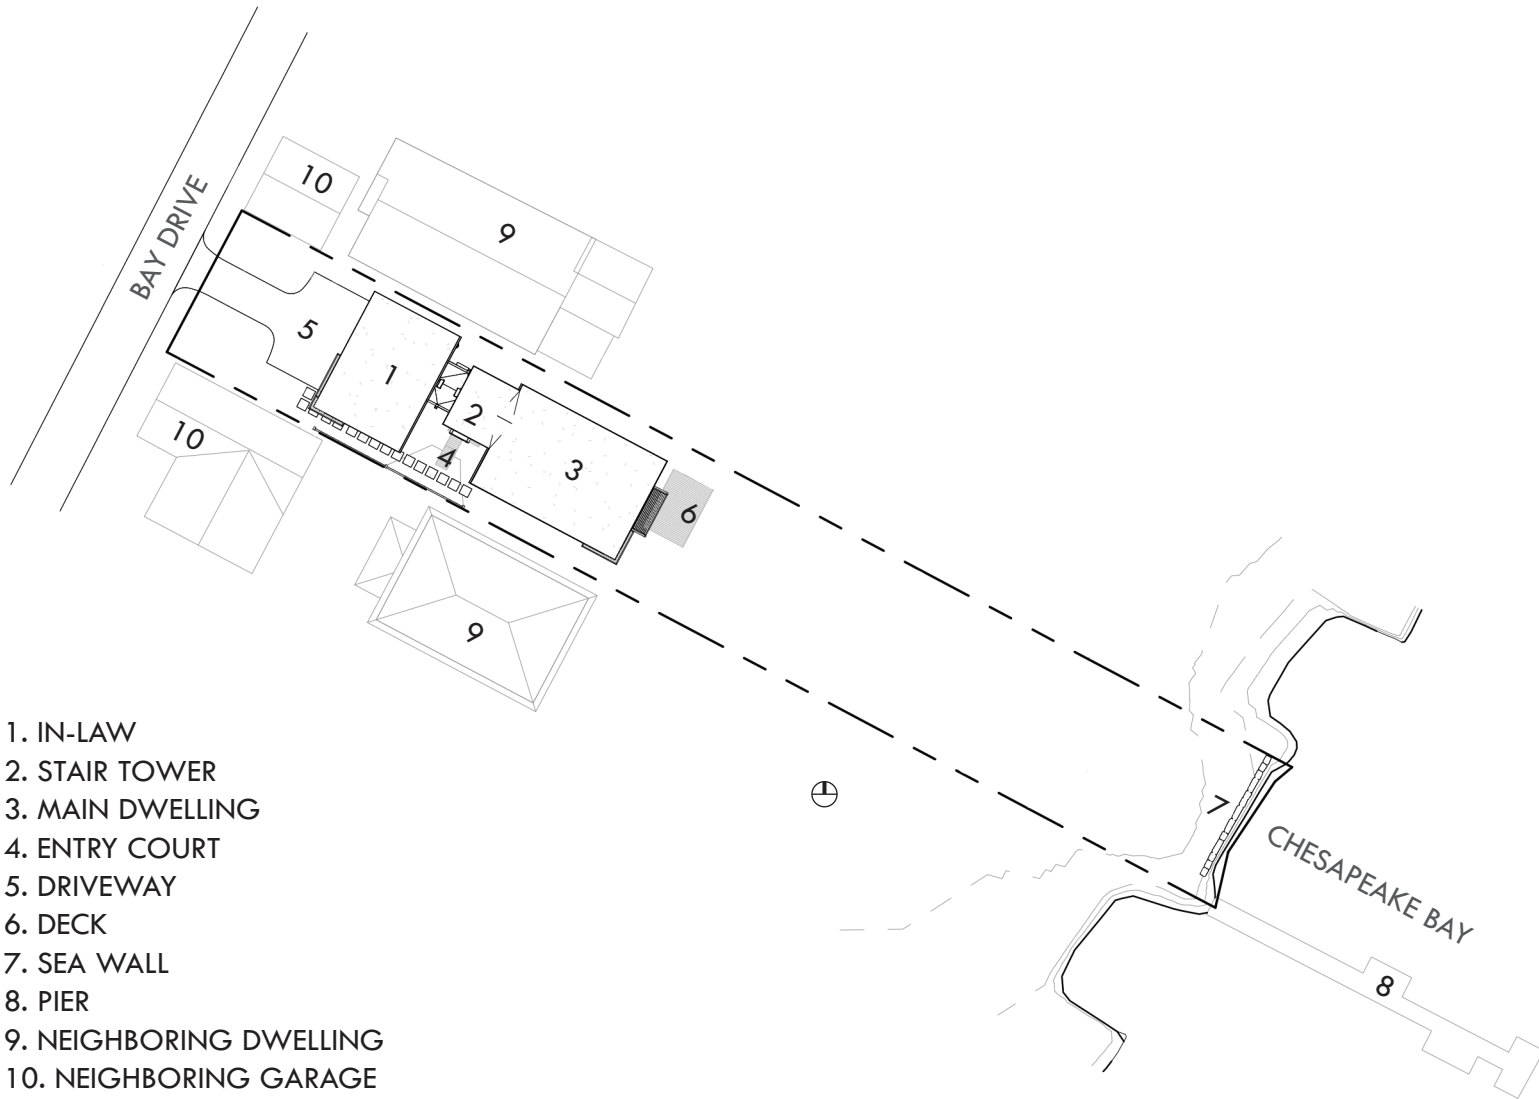 10
9
BAY DRIVE
5
1
2
10
4
3
6
9
7
CHESAPEAKE BAY
8
1. IN-LAW
2. STAIR TOWER
3. MAIN DWELLING
4. ENTRY COURT
5. DRIVEWAY
6. DECK
7. SEA WALL
8. PIER
9. NEIGHBORING DWELLING
10. NEIGHBORING GARAGE